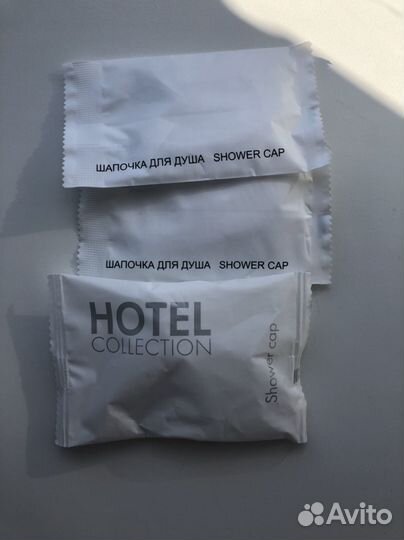 ШАПОЧКА ДЛЯ ДУША SHOWER CAP
ШАПОЧКА ДЛЯ ДУША SHOWER CAP
HOTEL
COLLECTION
Shower cap
Avito